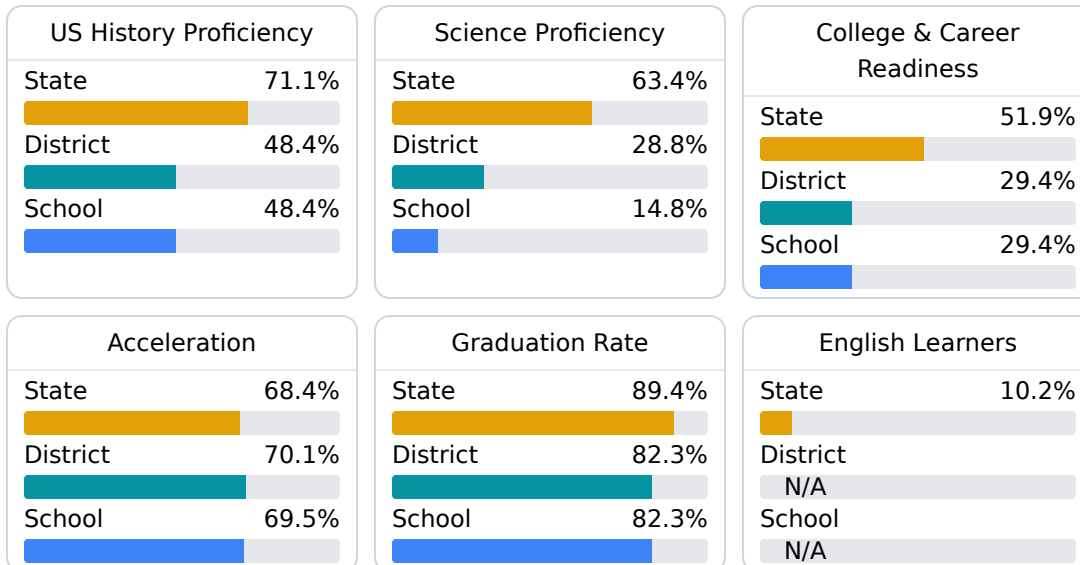 US History Proficiency
State 71.1%
District 48.4%
School 48.4%
Science Proficiency
State 63.4%
District 28.8%
School 14.8%
College & Career
Readiness
State 51.9%
District 29.4%
School 29.4%
Acceleration
State 68.4%
District 70.1%
School 69.5%
Graduation Rate
State 89.4%
District 82.3%
School 82.3%
English Learners
State 10.2%
District
N/A
School
N/A